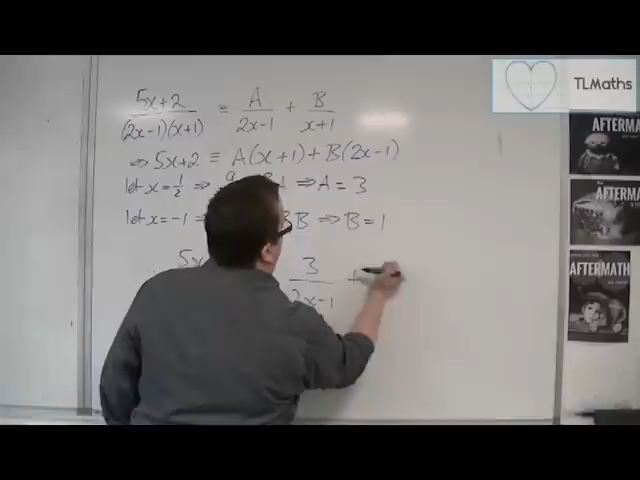 TLMaths
5x+2/(2x-1)(x+1) ≡ A/2x-1 + B/x+1
⇒ 5x+2 ≡ A(x+1)+B(2x-1)
let x=1/2 ⇒ A ⇒ A=3
let x=-1 ⇒ B ⇒ B=1
5x 3/2x-1 +
AFTERMATH
AFTERMATH
AFTERMATH